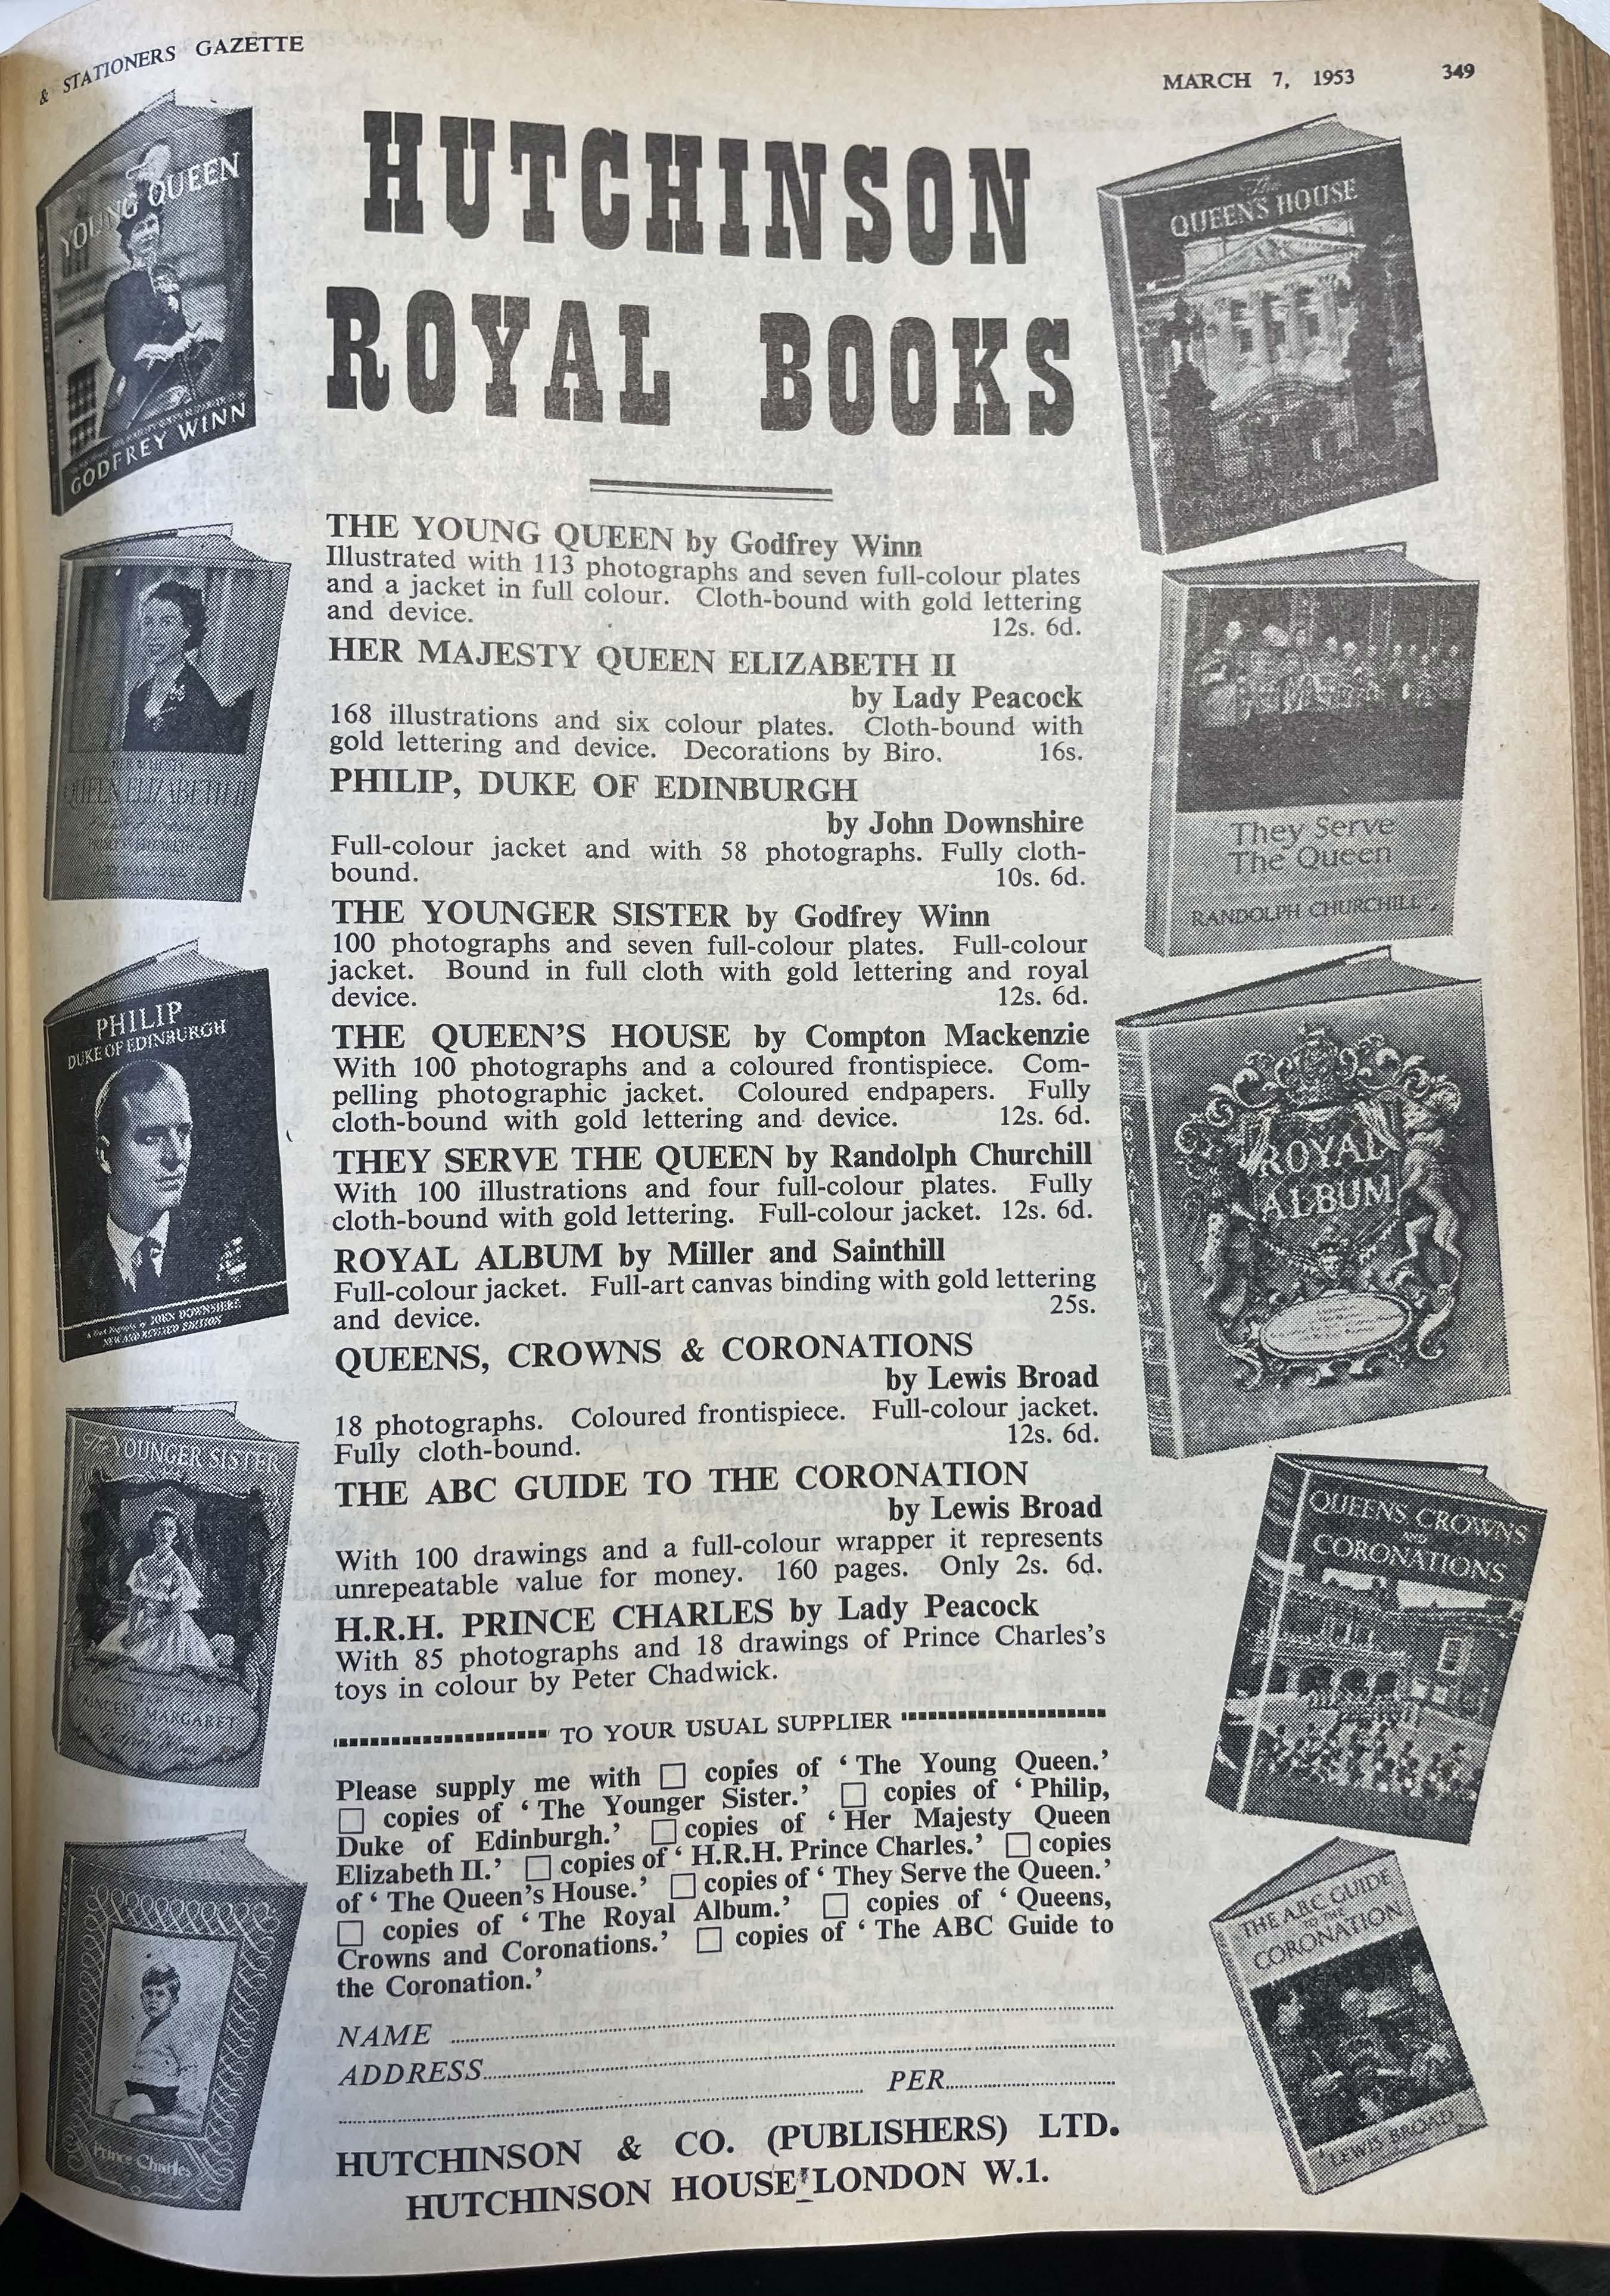 & STATIONERS GAZETTE
MARCH 7, 1953 349
HUTCHINSON
ROYAL BOOKS
THE YOUNG QUEEN by Godfrey Winn
Illustrated with 113 photographs and seven full-colour plates
and a jacket in full colour. Cloth-bound with gold lettering
and device. 12s. 6d.
HER MAJESTY QUEEN ELIZABETH II
by Lady Peacock
168 illustrations and six colour plates. Cloth-bound with
gold lettering and device. Decorations by Biro. 16s.
PHILIP, DUKE OF EDINBURGH
by John Downshire
Full-colour jacket and with 58 photographs. Fully cloth-
bound. 10s. 6d.
THE YOUNGER SISTER by Godfrey Winn
100 photographs and seven full-colour plates. Full-colour
jacket. Bound in full cloth with gold lettering and royal
device. 12s. 6d.
THE QUEEN'S HOUSE by Compton Mackenzie
With 100 photographs and a coloured frontispiece. Com-
pelling photographic jacket. Coloured endpapers. Fully
cloth-bound with gold lettering and device. 12s. 6d.
THEY SERVE THE QUEEN by Randolph Churchill
With 100 illustrations and four full-colour plates. Fully
cloth-bound with gold lettering. Full-colour jacket. 12s. 6d.
ROYAL ALBUM by Miller and Sainthill
Full-colour jacket. Full-art canvas binding with gold lettering
and device. 25s.
QUEENS, CROWNS & CORONATIONS
by Lewis Broad
18 photographs. Coloured frontispiece. Full-colour jacket.
Fully cloth-bound. 12s. 6d.
THE ABC GUIDE TO THE CORONATION
by Lewis Broad
With 100 drawings and a full-colour wrapper it represents
unrepeatable value for money. 160 pages. Only 2s. 6d.
H.R.H. PRINCE CHARLES by Lady Peacock
With 85 photographs and 18 drawings of Prince Charles's
toys in colour by Peter Chadwick.
TO YOUR USUAL SUPPLIER
Please supply me with □ copies of ‘ The Young Queen.’
□ copies of ‘ The Younger Sister.’ □ copies of ‘ Philip,
Duke of Edinburgh.’ □ copies of ‘ Her Majesty Queen
Elizabeth II.’ □ copies of ‘ H.R.H. Prince Charles.’ □ copies
of ‘ The Queen's House.’ □ copies of ‘ They Serve the Queen.’
□ copies of ‘ The Royal Album.’ □ copies of ‘ Queens,
Crowns and Coronations.’ □ copies of ‘ The ABC Guide to
the Coronation.’
NAME
ADDRESS
PER
HUTCHINSON & CO. (PUBLISHERS) LTD.
HUTCHINSON HOUSE LONDON W.1.
YOUNG QUEEN
GODFREY WINN
QUEEN ELIZABETH II
PHILIP
DUKE OF EDINBURGH
JOHN DOWNSHIRE
NEW AND REVISED EDITION
The YOUNGER SISTER
PRINCESS MARGARET
Prince Charles
The
QUEEN'S HOUSE
They Serve
The Queen
RANDOLPH CHURCHILL
ROYAL ALBUM
ROYAL
ALBUM
QUEENS CROWNS
AND
CORONATIONS
THE ABC GUIDE
TO THE
CORONATION
LEWIS BROAD